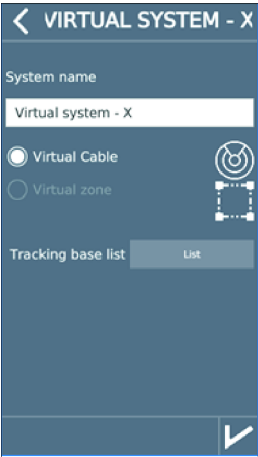 VIRTUAL SYSTEM - X
System name
Virtual system - X
Virtual Cable
Virtual zone
Tracking base list List